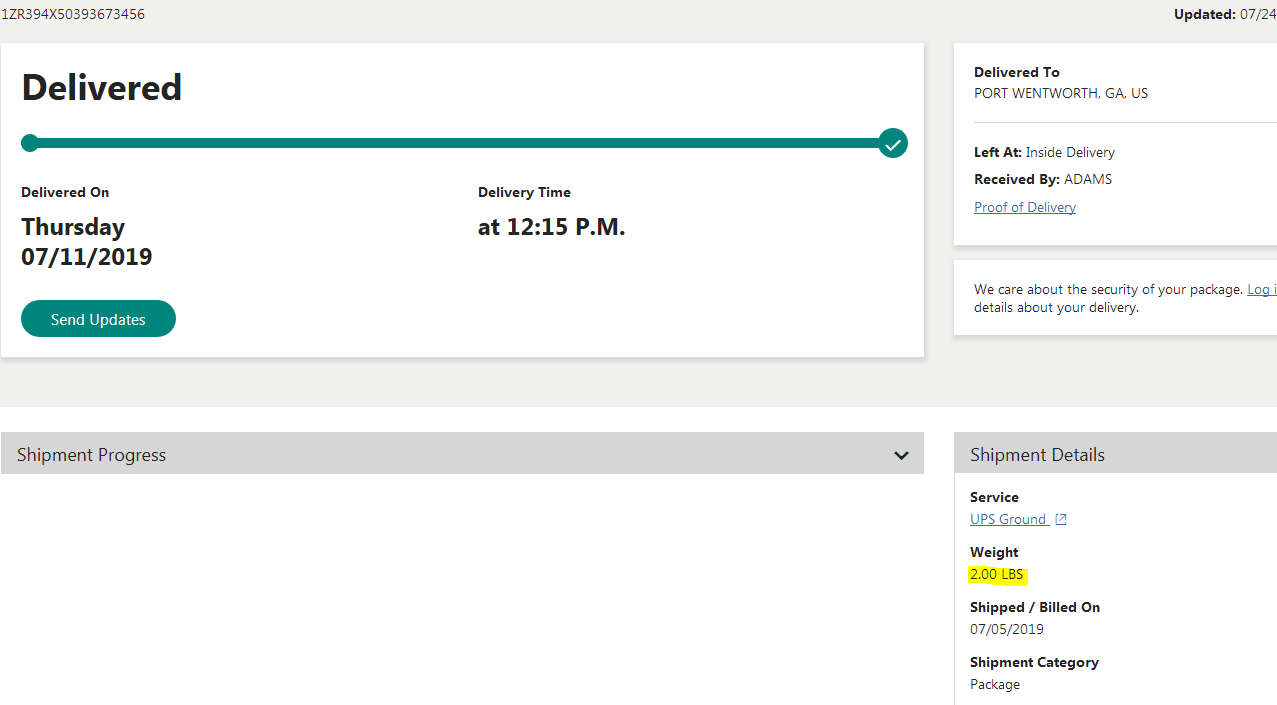 1ZR394X50393673456
Updated: 07/24
Delivered
Delivered On
Thursday
07/11/2019
Delivery Time
at 12:15 P.M.
Send Updates
Delivered To
PORT WENTWORTH, GA, US
Left At: Inside Delivery
Received By: ADAMS
Proof of Delivery
We care about the security of your package. Log i
details about your delivery.
Shipment Progress
Shipment Details
Service
UPS Ground
Weight
2.00 LBS
Shipped / Billed On
07/05/2019
Shipment Category
Package